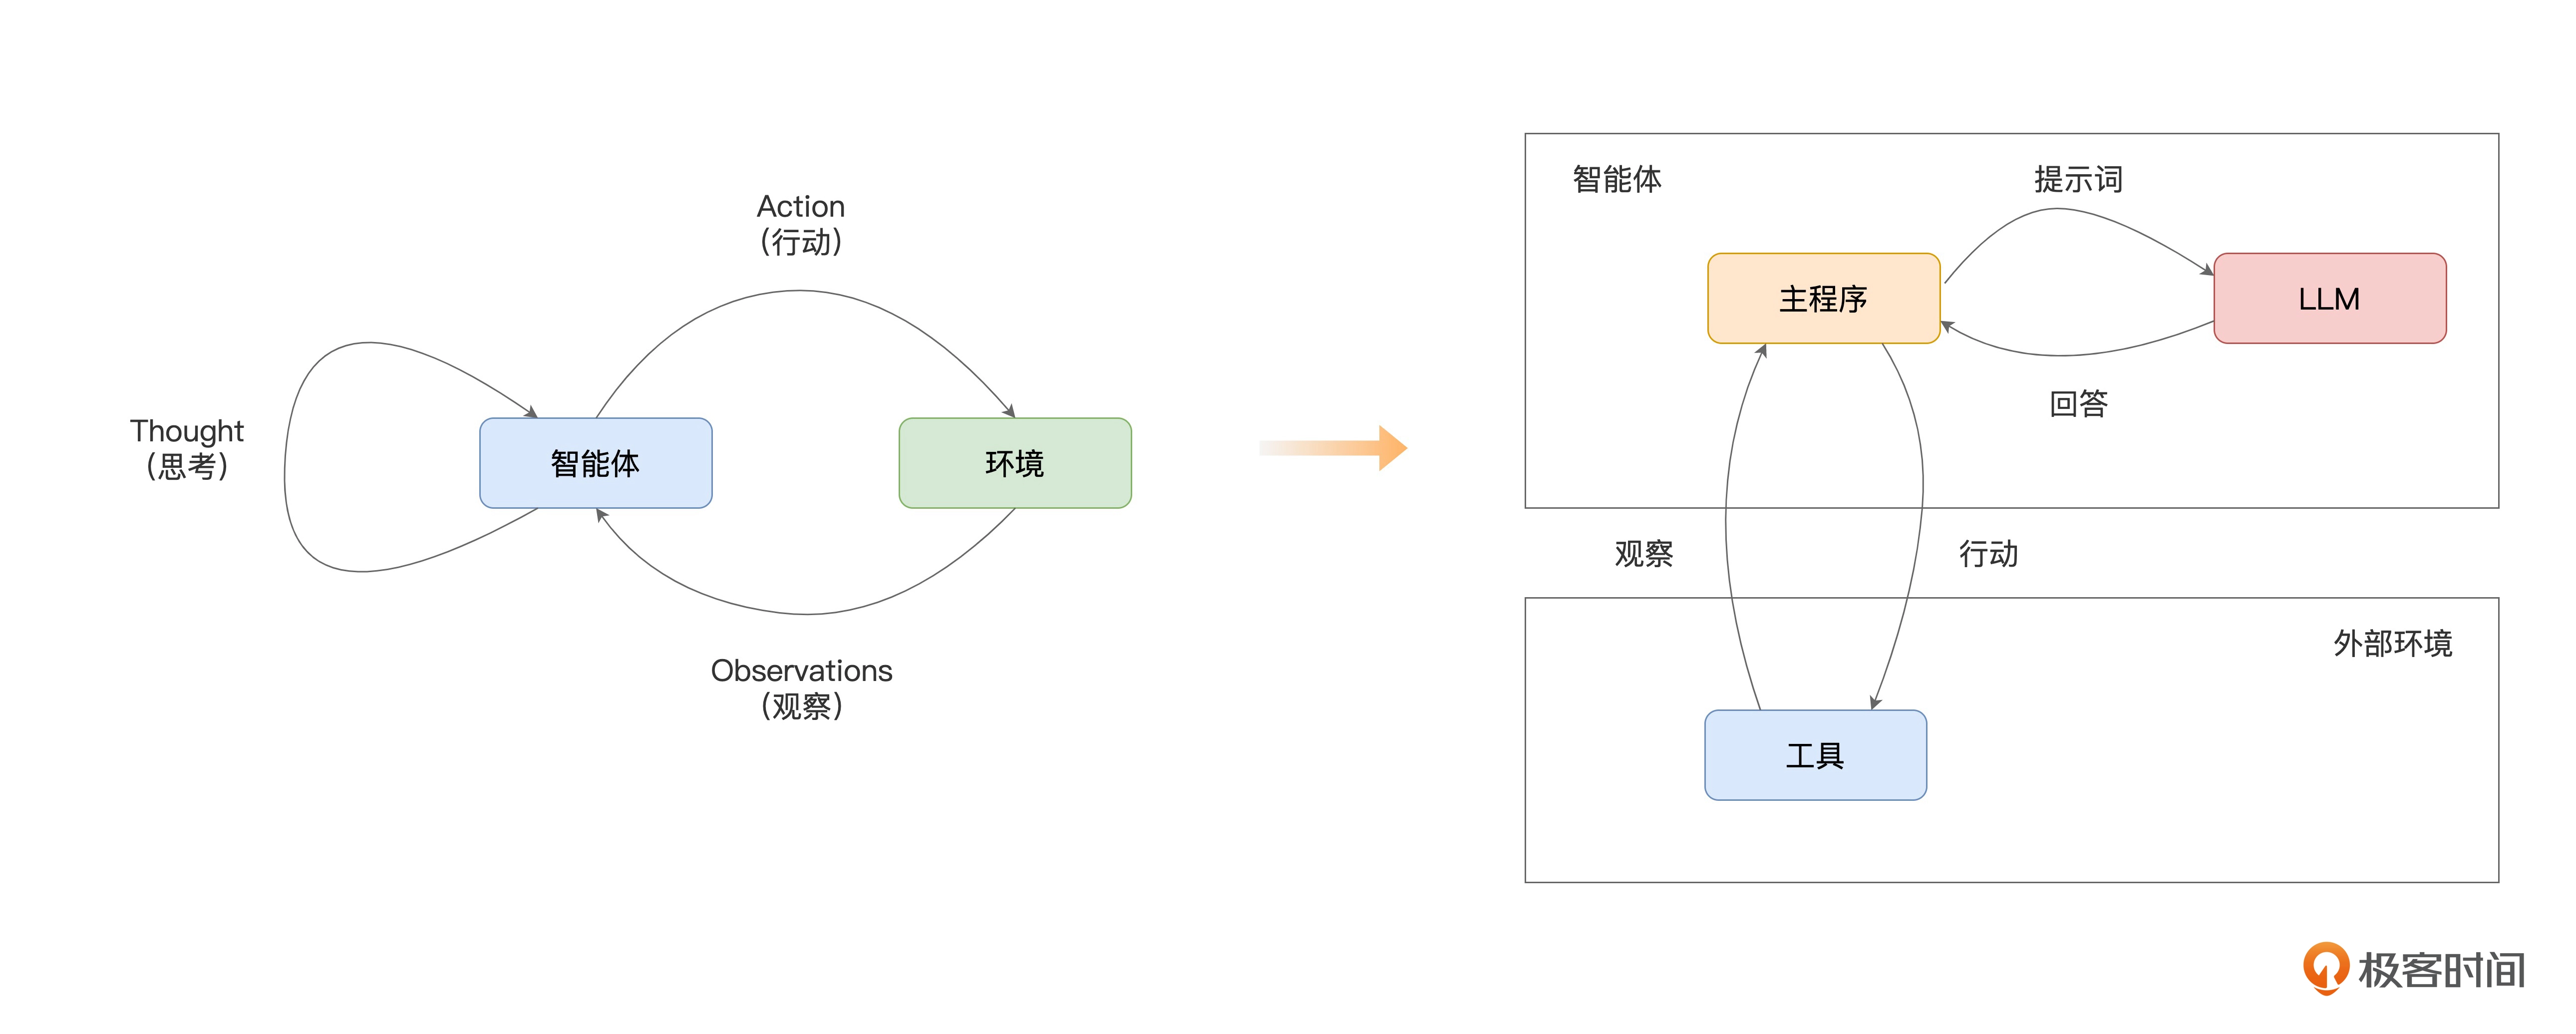 Action
(行动)
Thought
(思考)
智能体
环境
Observations
(观察)
智能体
提示词
主程序
LLM
回答
观察
行动
外部环境
工具
极客时间